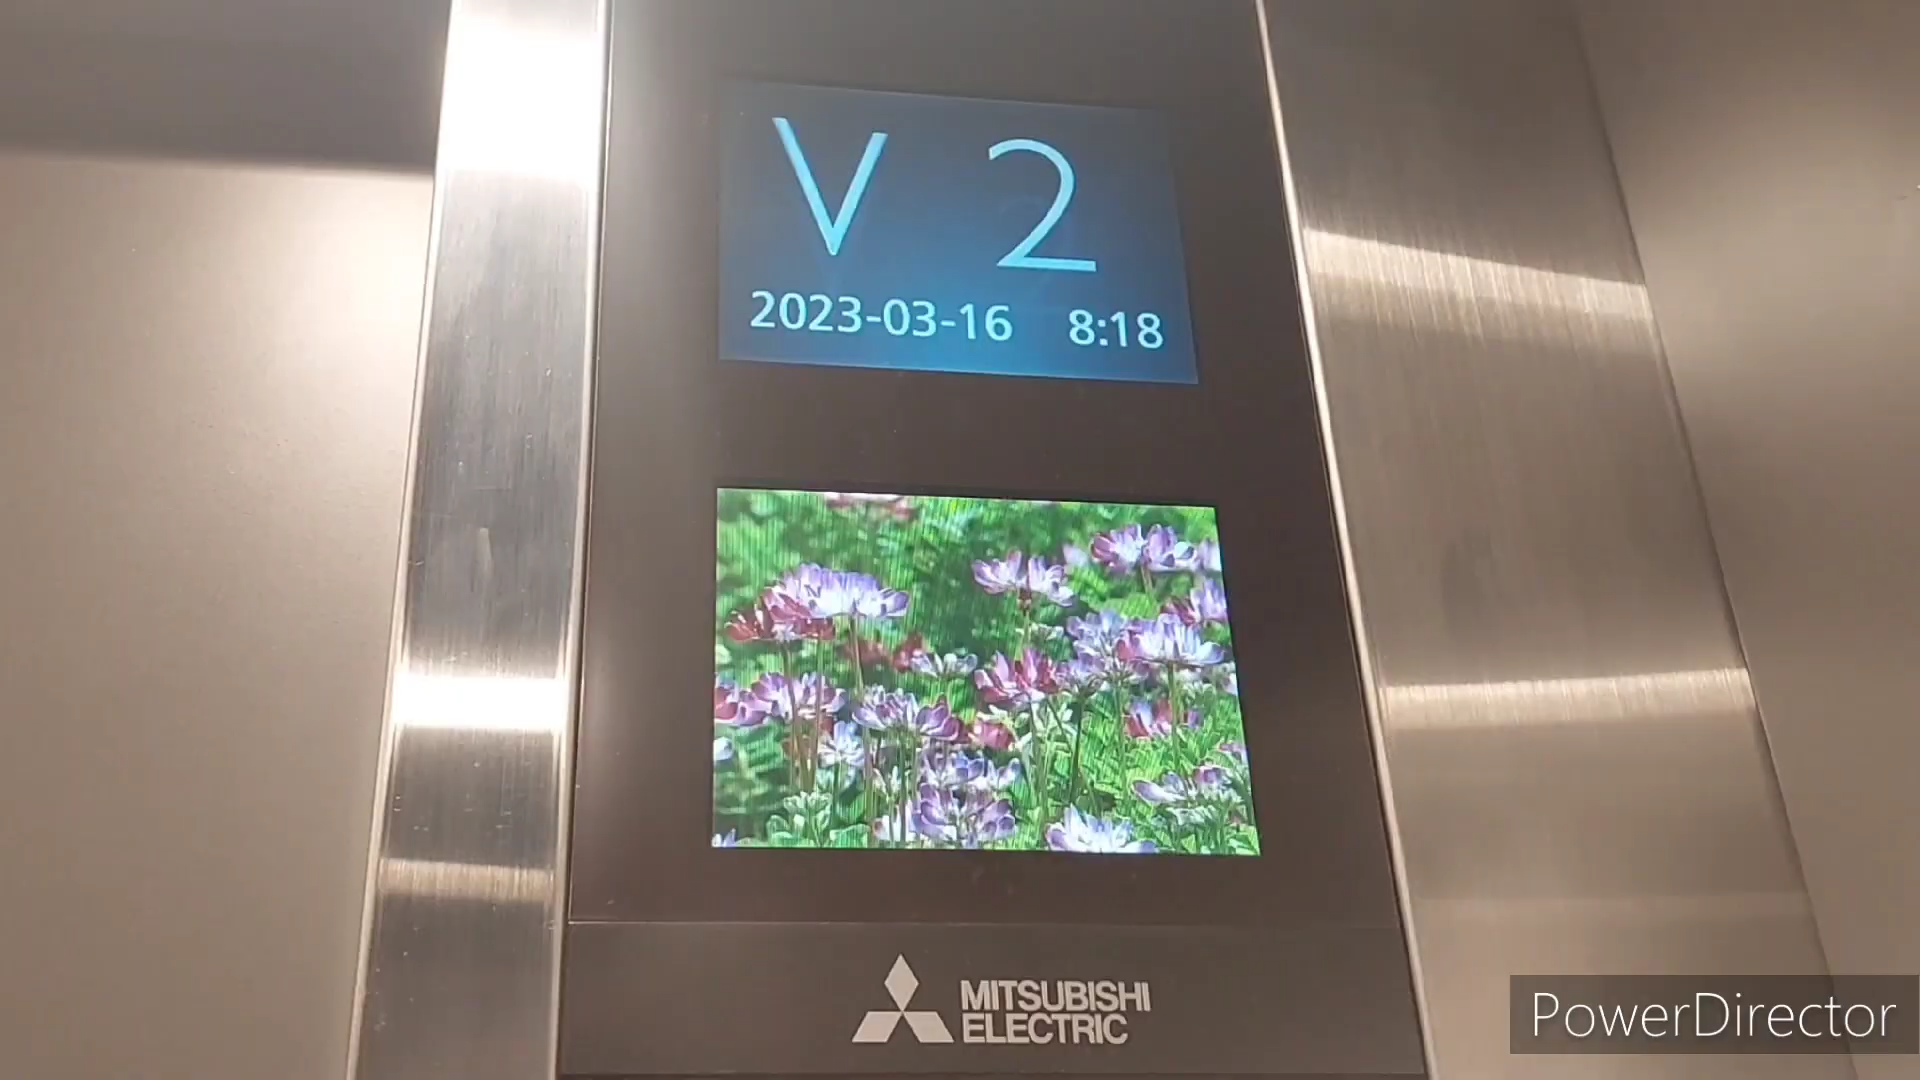 V 2
2023-03-16 8:18
MITSUBISHI
ELECTRIC
PowerDirector